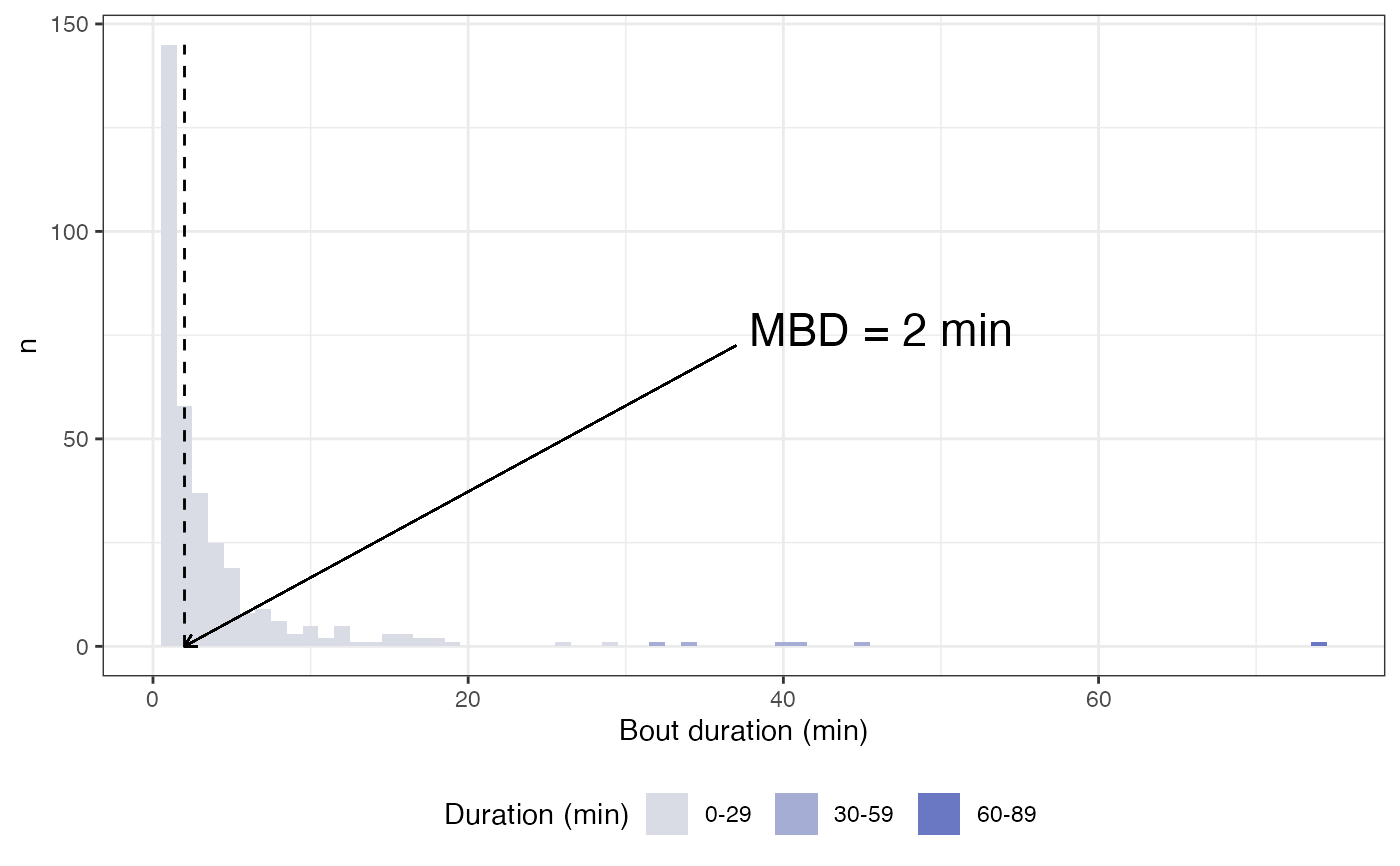 150
100
50
0
n
MBD = 2 min
0 20 40 60
Bout duration (min)
Duration (min) 0-29 30-59 60-89